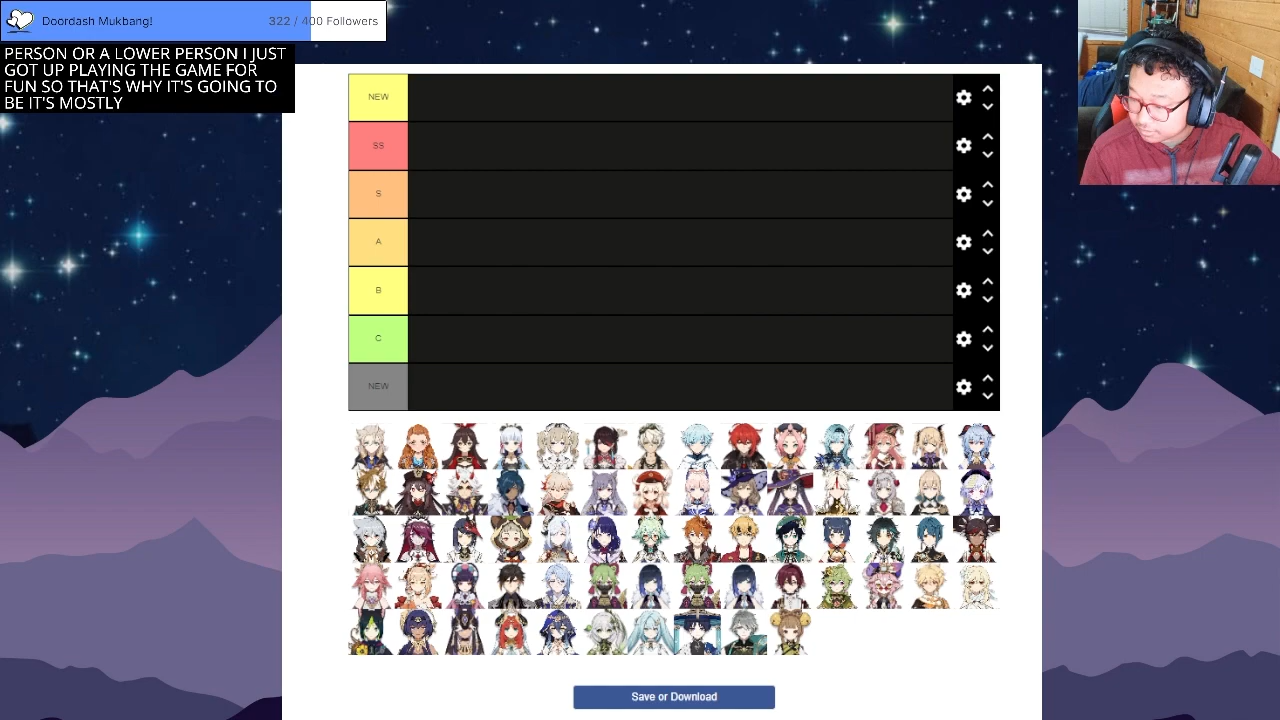 Doordash Mukbang! 322 / 400 Followers
PERSON OR A LOWER PERSON I JUST
GOT UP PLAYING THE GAME FOR
FUN SO THAT'S WHY IT'S GOING TO
BE IT'S MOSTLY
NEW
SS
S
A
B
C
NEW
Save or Download